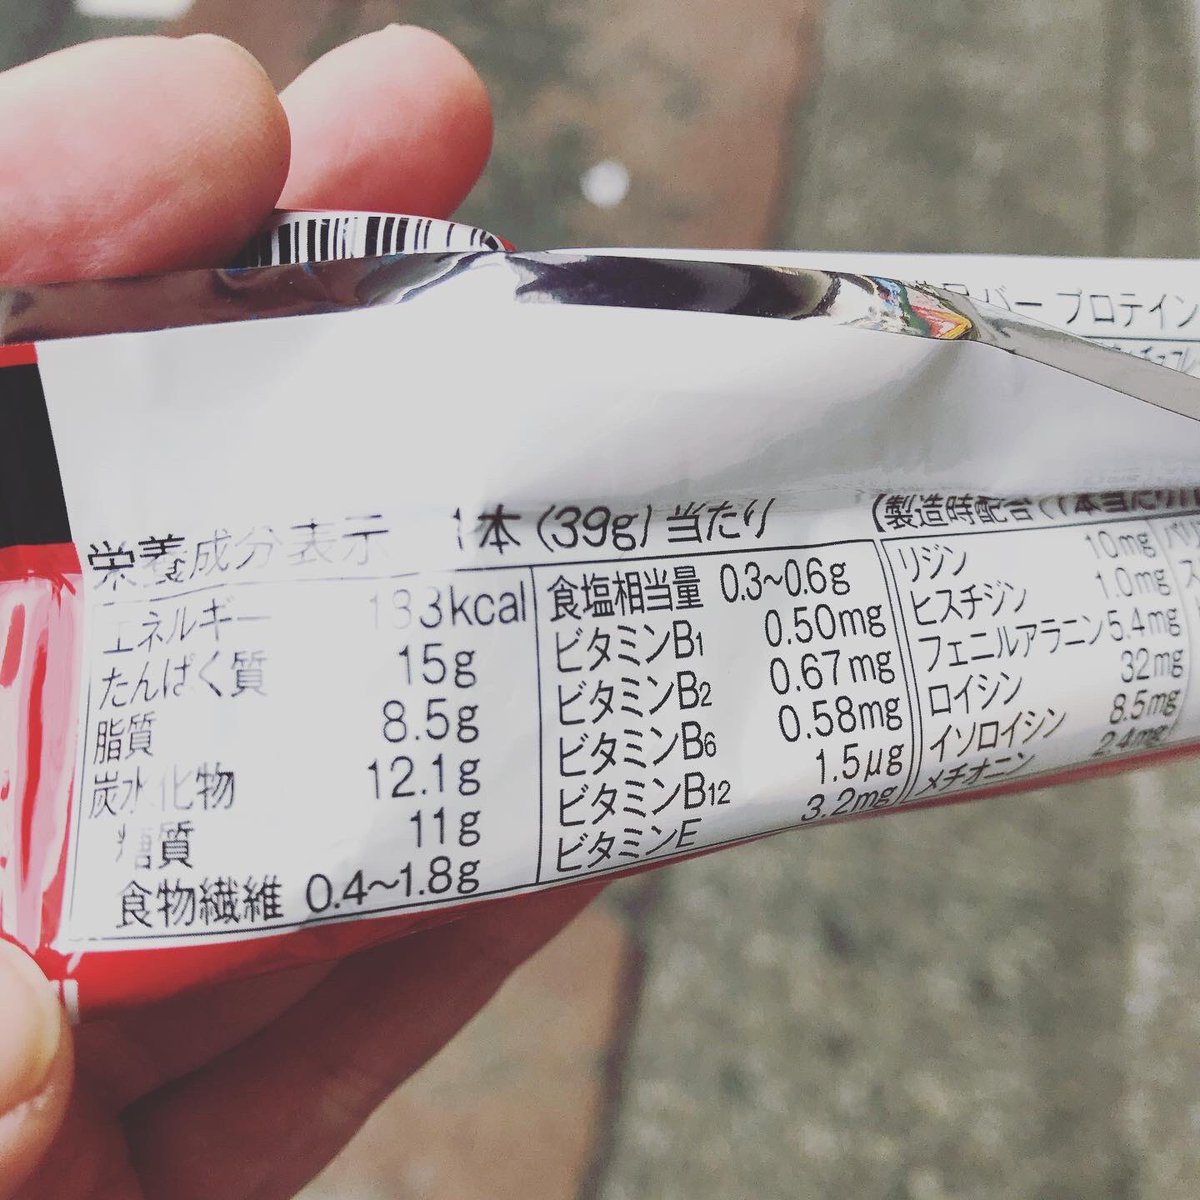 バー プロテイン
栄養成分表示 1本(39g)当たり
エネルギー 183kcal
たんぱく質 15g
脂質 8.5g
炭水化物 12.1g
糖質 11g
食物繊維 0.4~1.8g
食塩相当量 0.3~0.6g
ビタミンB1 0.50mg
ビタミンB2 0.67mg
ビタミンB6 0.58mg
ビタミンB12 1.5μg
ビタミンE 3.2mg
【製造時配合(1本当たり)
リジン 10mg
ヒスチジン 1.0mg
フェニルアラニン 5.4mg
ロイシン 32mg
イソロイシン 8.5mg
メチオニン 2.4mg